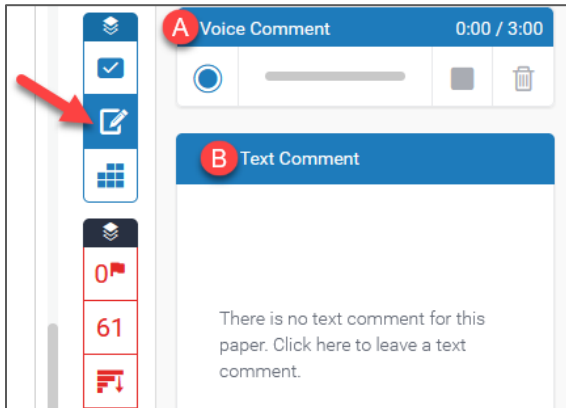 A Voice Comment 0:00 / 3:00
B Text Comment
0
61
There is no text comment for this
paper. Click here to leave a text
comment.